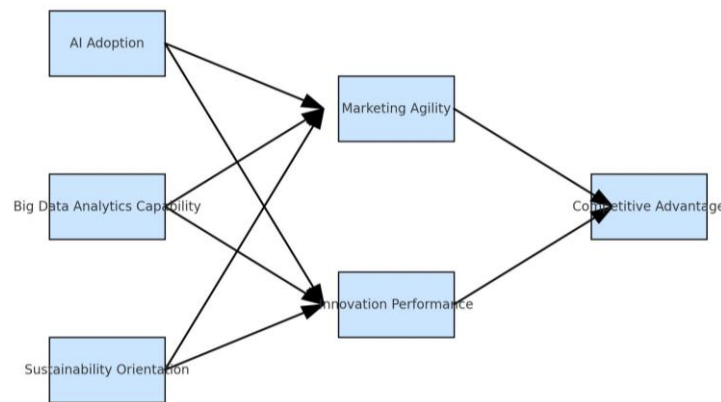 AI Adoption
Marketing Agility
Big Data Analytics Capability
Competitive Advantage
Innovation Performance
Sustainability Orientation